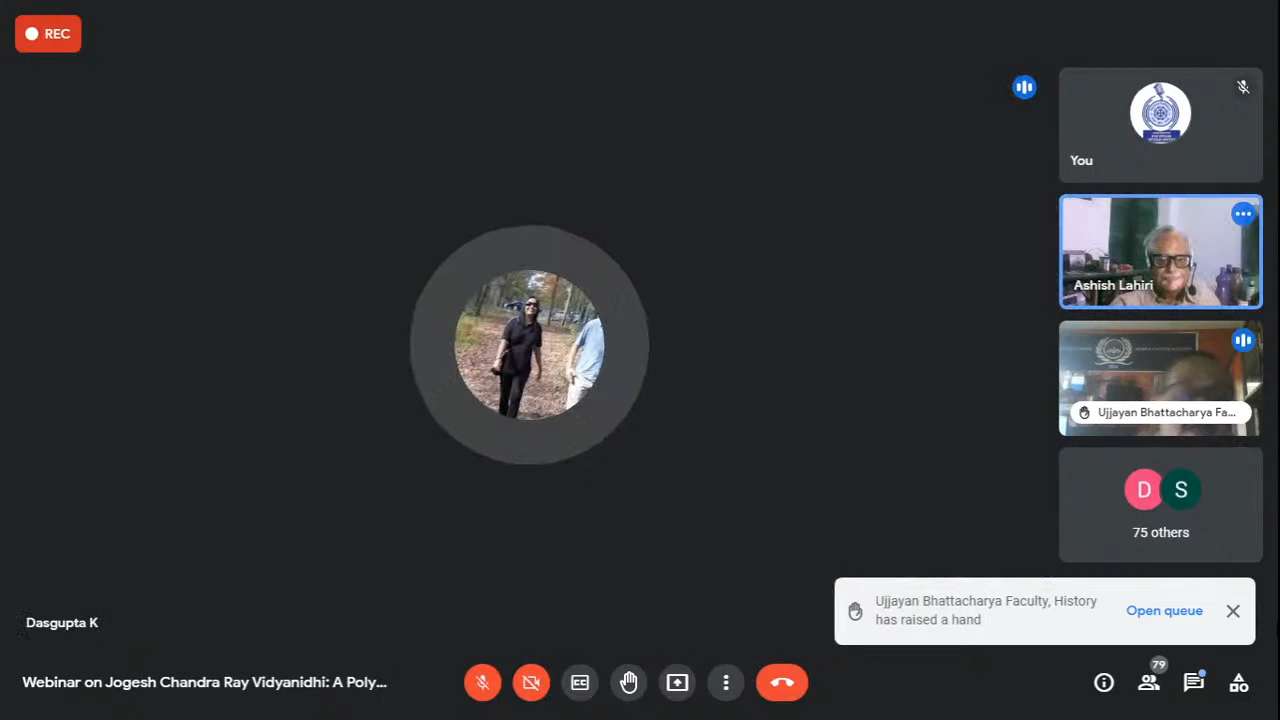 REC
You
Ashish Lahiri
Ujjayan Bhattacharya Fa...
D S
75 others
Ujjayan Bhattacharya Faculty, History
has raised a hand
Open queue
Dasgupta K
Webinar on Jogesh Chandra Ray Vidyanidhi: A Poly...
CC
79